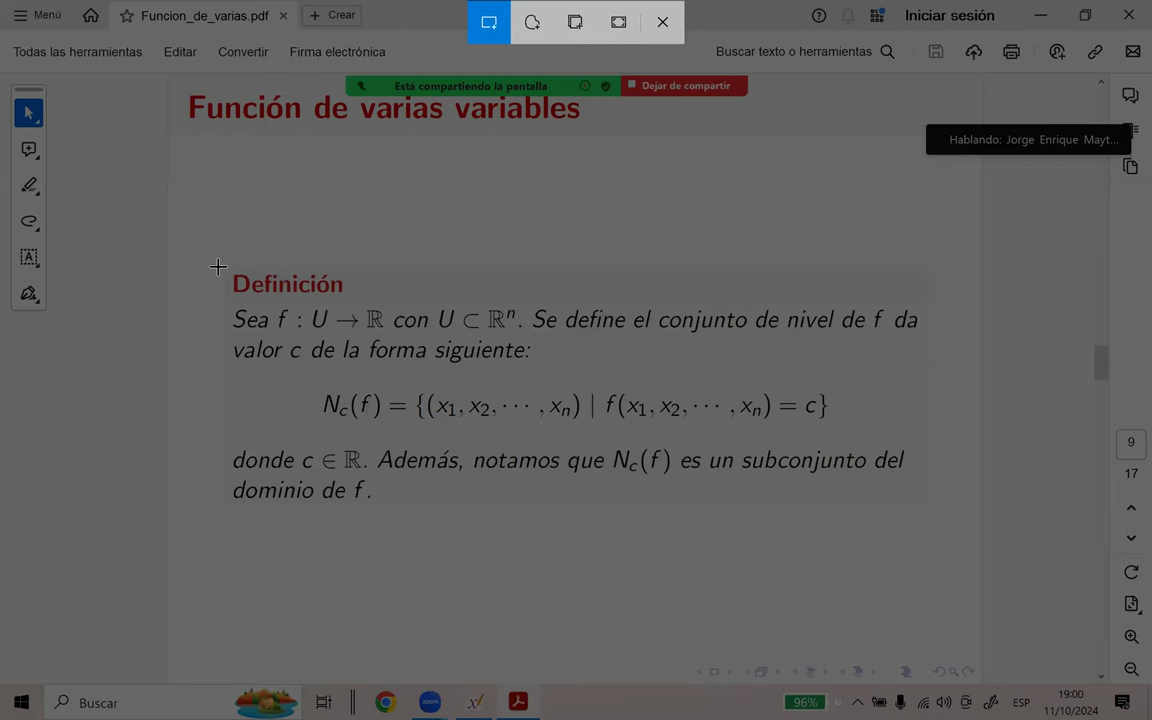 Menú
Funcion_de_varias.pdf
Crear
Iniciar sesión
Todas las herramientas
Editar
Convertir
Firma electrónica
Buscar texto o herramientas
Está compartiendo la pantalla
Dejar de compartir
Función de varias variables
Hablando: Jorge Enrique Mayt...
Definición
Sea f : U → ℝ con U ⊂ ℝⁿ. Se define el conjunto de nivel de f da
valor c de la forma siguiente:
N_c(f) = {(x₁, x₂, ⋯ , xₙ) | f(x₁, x₂, ⋯ , xₙ) = c}
donde c ∈ ℝ. Además, notamos que N_c(f) es un subconjunto del
dominio de f.
9
17
Buscar
96%
ESP
19:00
11/10/2024